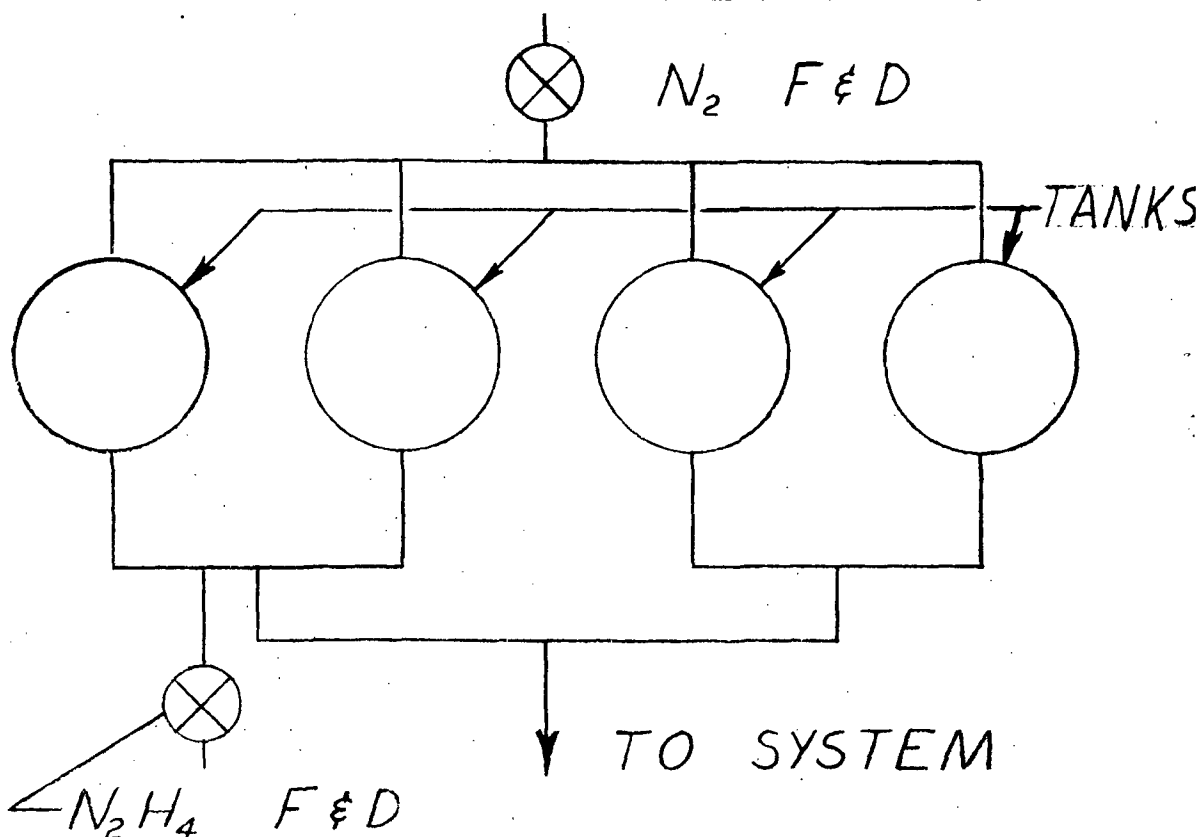 N₂ F & D
TANKS
TO SYSTEM
N₂H₄ F & D